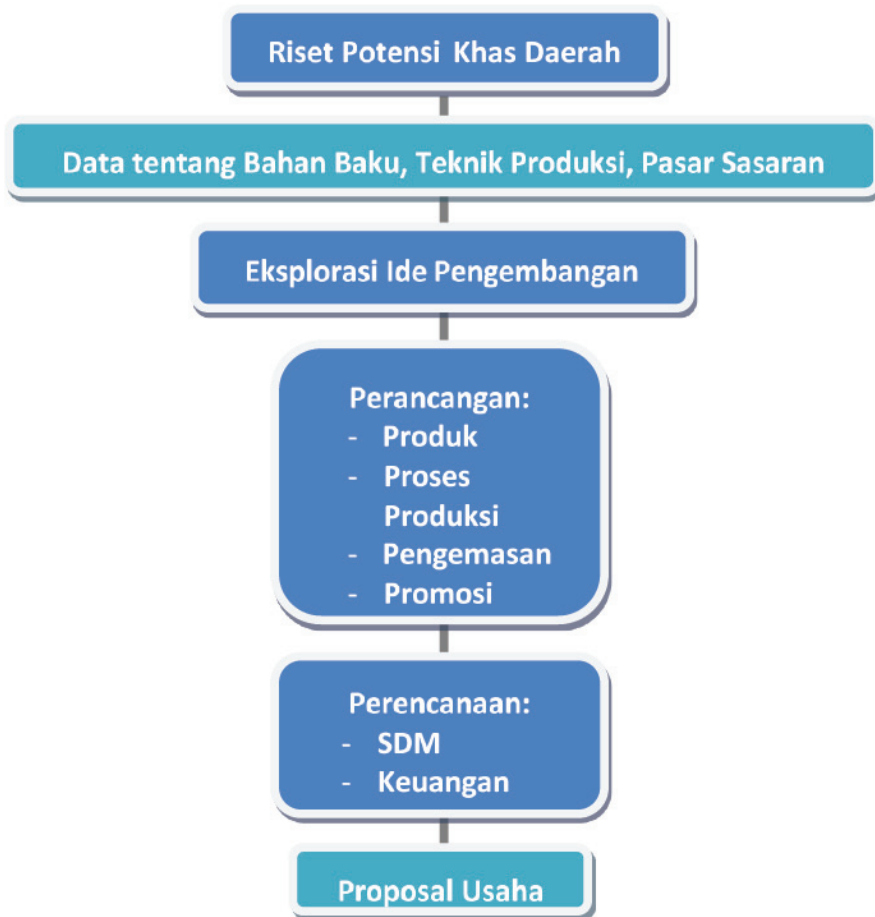 Riset Potensi Khas Daerah
Data tentang Bahan Baku, Teknik Produksi, Pasar Sasaran
Eksplorasi Ide Pengembangan
Perancangan:
- Produk
- Proses
Produksi
- Pengemasan
- Promosi
Perencanaan:
- SDM
- Keuangan
Proposal Usaha